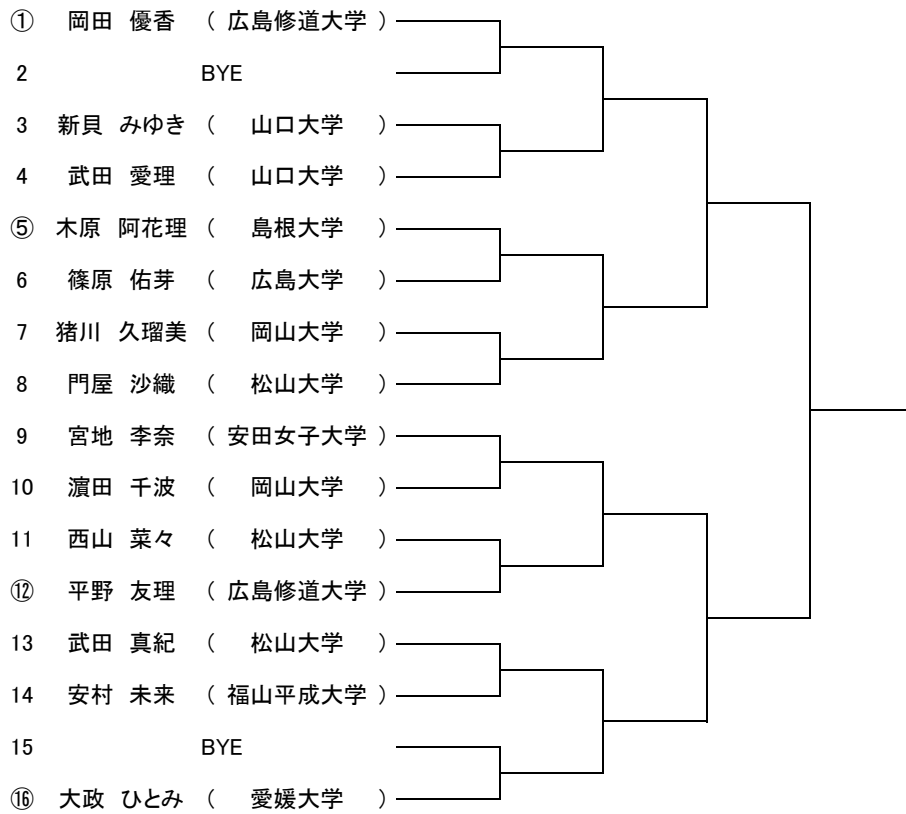 ① 岡田 優香 ( 広島修道大学 )
2 BYE
3 新貝 みゆき ( 山口大学 )
4 武田 愛理 ( 山口大学 )
⑤ 木原 阿花理 ( 島根大学 )
6 篠原 佑芽 ( 広島大学 )
7 猪川 久瑠美 ( 岡山大学 )
8 門屋 沙織 ( 松山大学 )
9 宮地 李奈 ( 安田女子大学 )
10 濵田 千波 ( 岡山大学 )
11 西山 菜々 ( 松山大学 )
⑫ 平野 友理 ( 広島修道大学 )
13 武田 真紀 ( 松山大学 )
14 安村 未来 ( 福山平成大学 )
15 BYE
⑯ 大政 ひとみ ( 愛媛大学 )